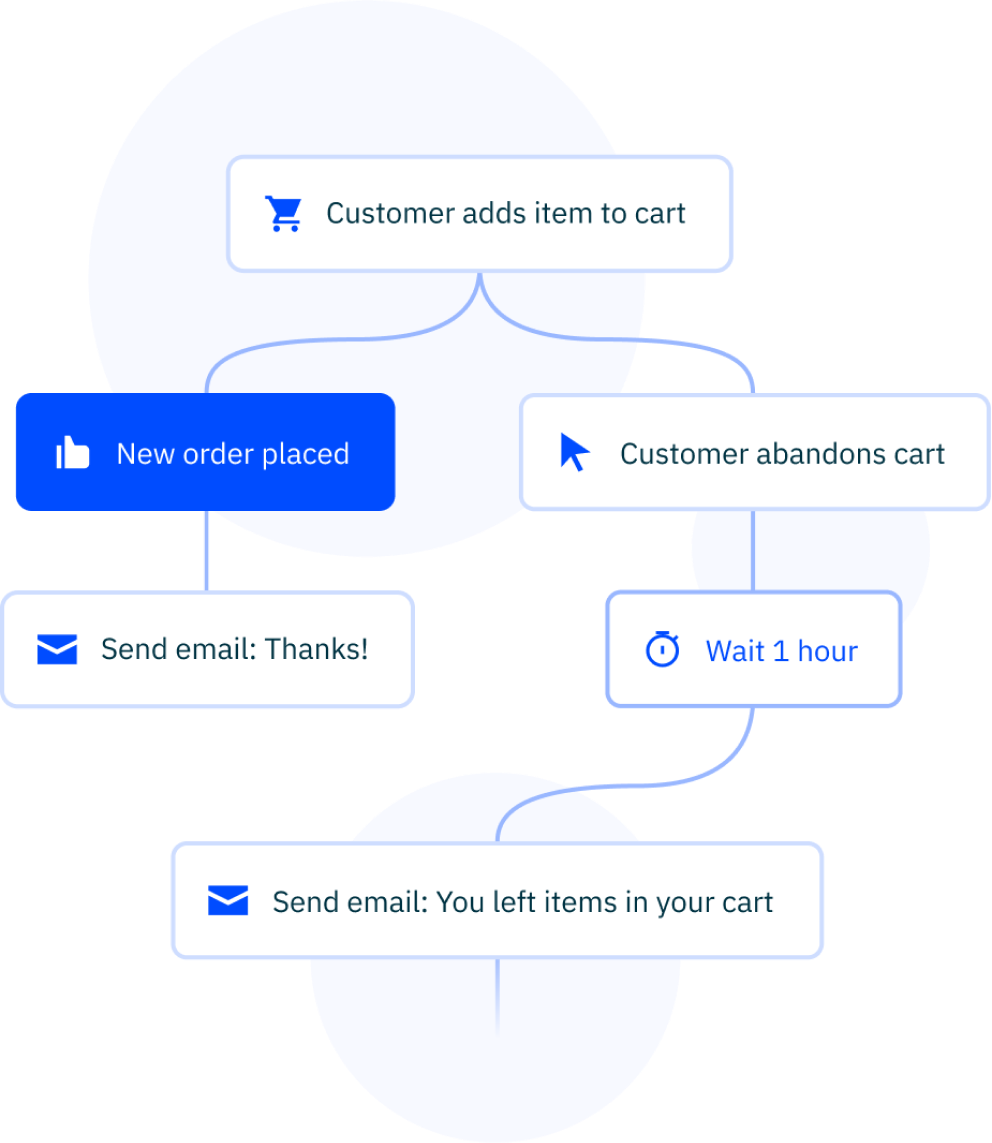 Customer adds item to cart
New order placed
Customer abandons cart
Send email: Thanks!
Wait 1 hour
Send email: You left items in your cart